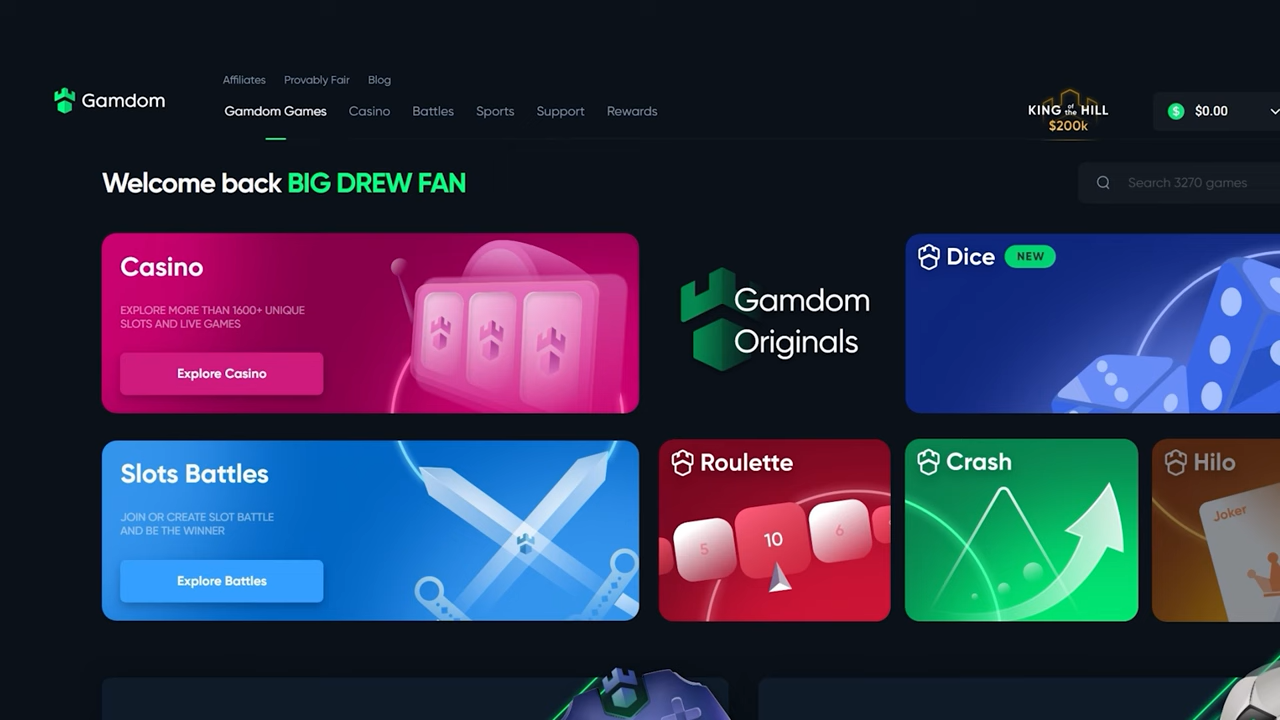 Affiliates Provably Fair Blog
Gamdom
Gamdom Games Casino Battles Sports Support Rewards
KING of the HILL
$200k
$ $0.00
Welcome back BIG DREW FAN
Search 3270 games
Casino
EXPLORE MORE THAN 1600+ UNIQUE
SLOTS AND LIVE GAMES
Explore Casino
Gamdom
Originals
Dice NEW
Slots Battles
JOIN OR CREATE SLOT BATTLE
AND BE THE WINNER
Explore Battles
Roulette
5 10 6
Crash
Hilo
Joker